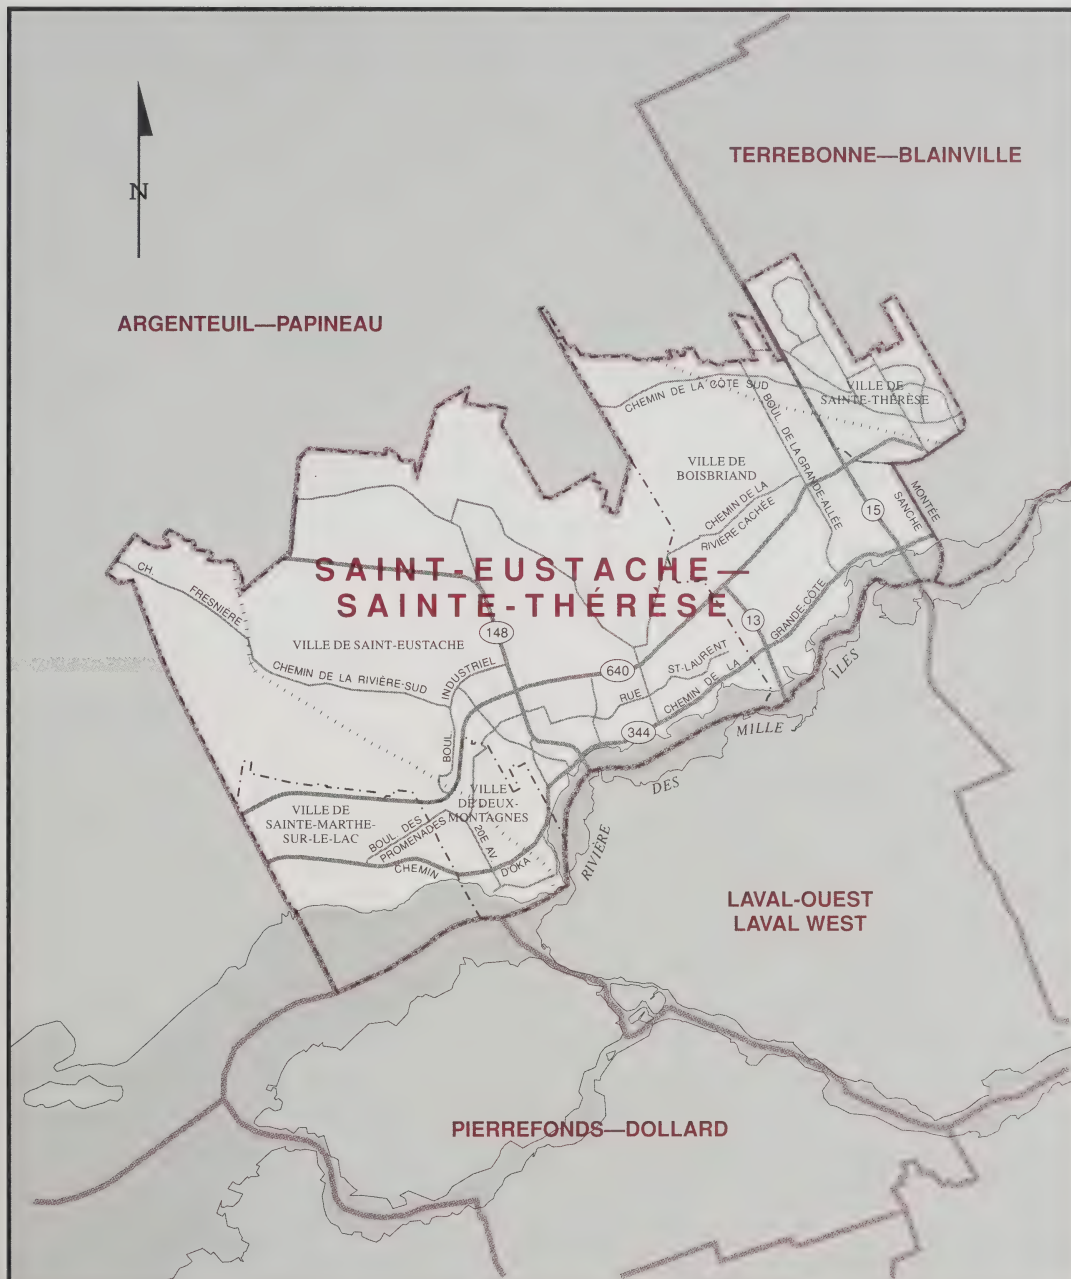 TERREBONNE—BLAINVILLE
N
ARGENTEUIL—PAPINEAU
CHEMIN DE LA CÔTE SUD
VILLE DE
SAINTE-THÉRÈSE
BOUL. DE LA GRANDE-ALLÉE
VILLE DE
BOISBRIAND
CHEMIN DE LA
RIVIÈRE CACHÉE
MONTÉE
SANCHE
15
SAINT-EUSTACHE—
SAINTE-THÉRÈSE
CH.
FRESNIÈRE
148
13
VILLE DE SAINT-EUSTACHE
CHEMIN DE LA RIVIÈRE-SUD
BOUL. INDUSTRIEL
640
RUE ST-LAURENT
CHEMIN DE LA GRANDE-CÔTE
344
RIVIÈRE DES MILLE ÎLES
VILLE DE
SAINTE-MARTHE-
SUR-LE-LAC
VILLE
DE DEUX-
MONTAGNES
BOUL. DES
PROMENADES
20E AV.
CHEMIN D'OKA
LAVAL-OUEST
LAVAL WEST
PIERREFONDS—DOLLARD